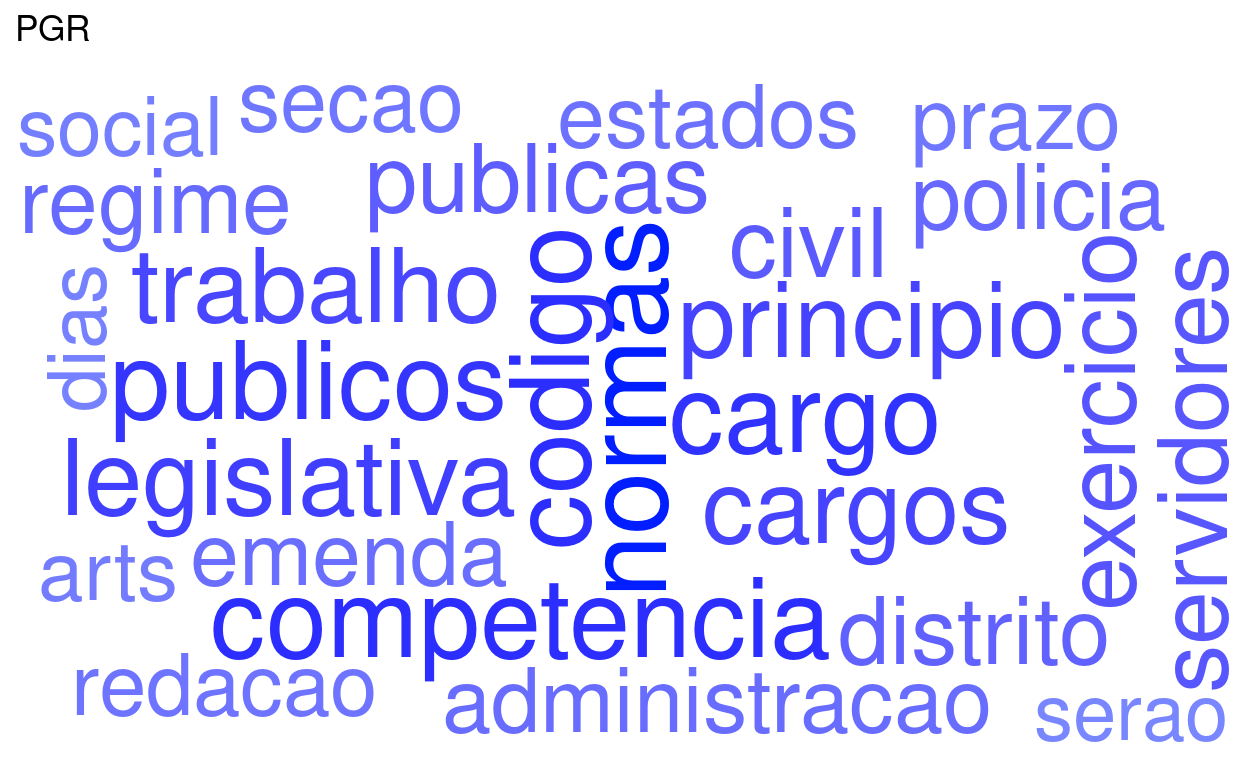 PGR
social
secao
estados
prazo
regime
publicas
policia
civil
trabalho
codigo
normas
principio
exercicio
servidores
dias
publicos
cargo
legislativa
cargos
arts
emenda
competencia
distrito
redacao
administracao
serao